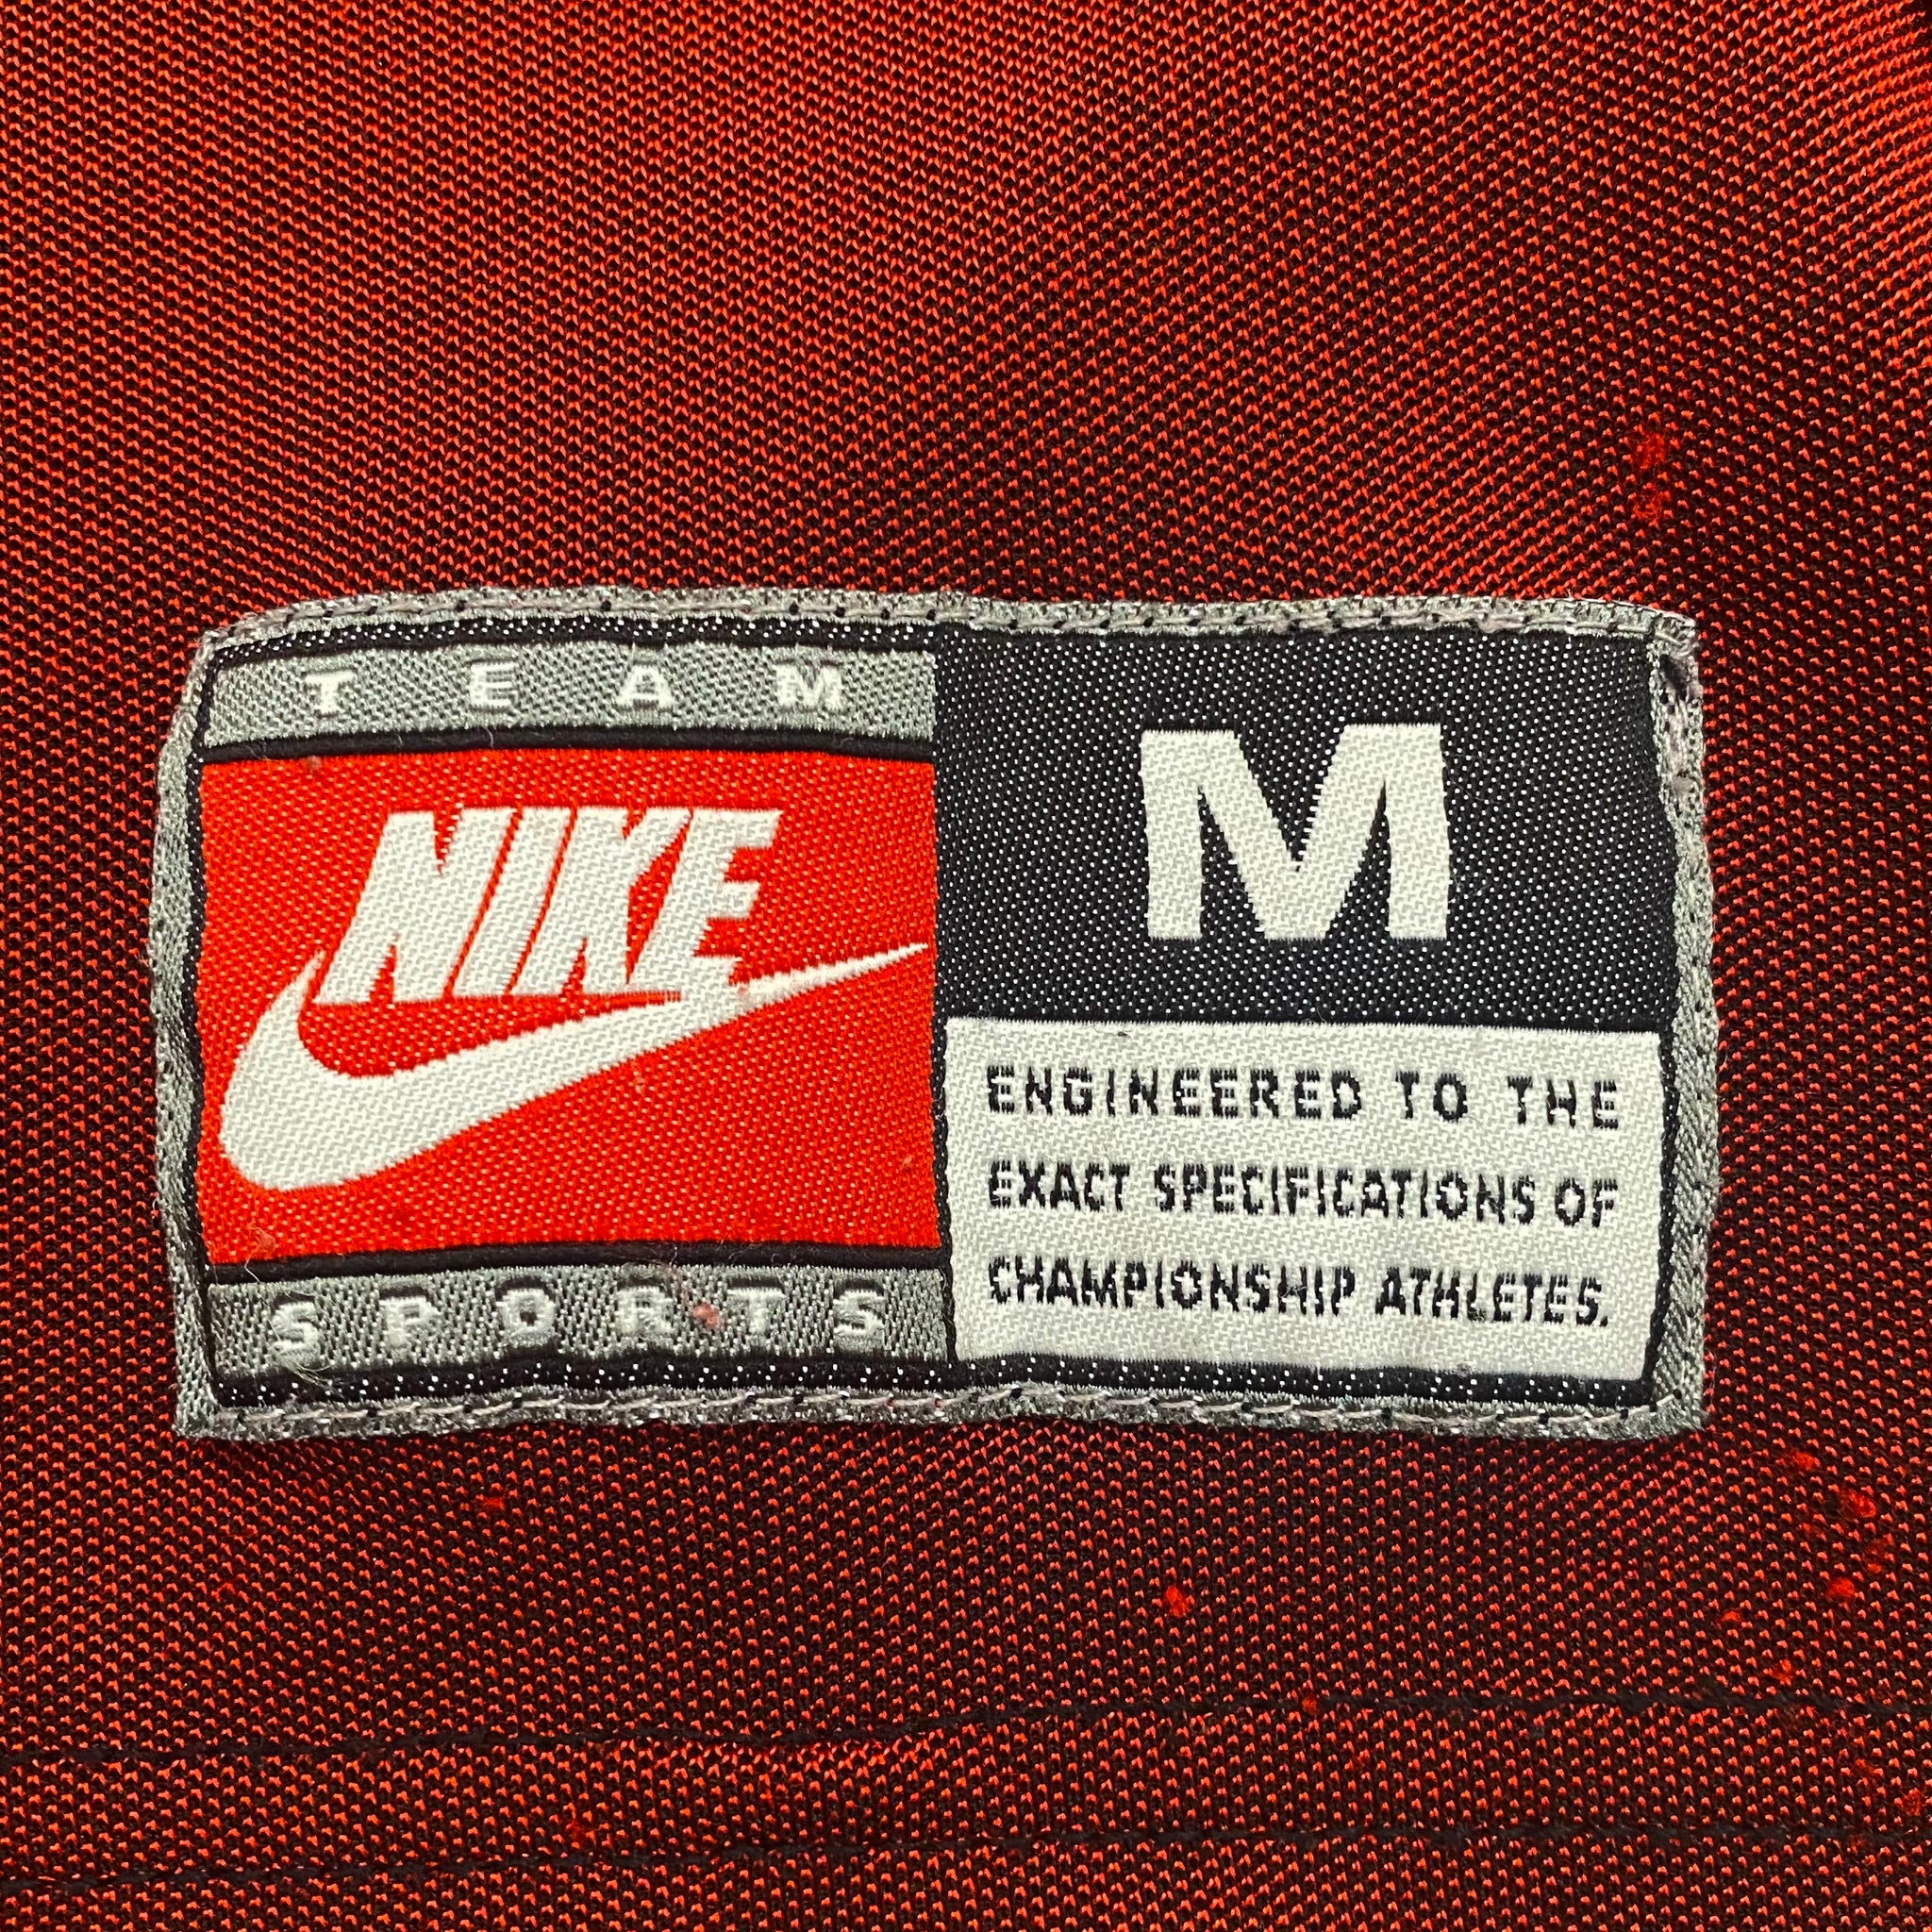 TEAM
NIKE
SPORTS
M
ENGINEERED TO THE
EXACT SPECIFICATIONS OF
CHAMPIONSHIP ATHLETES.